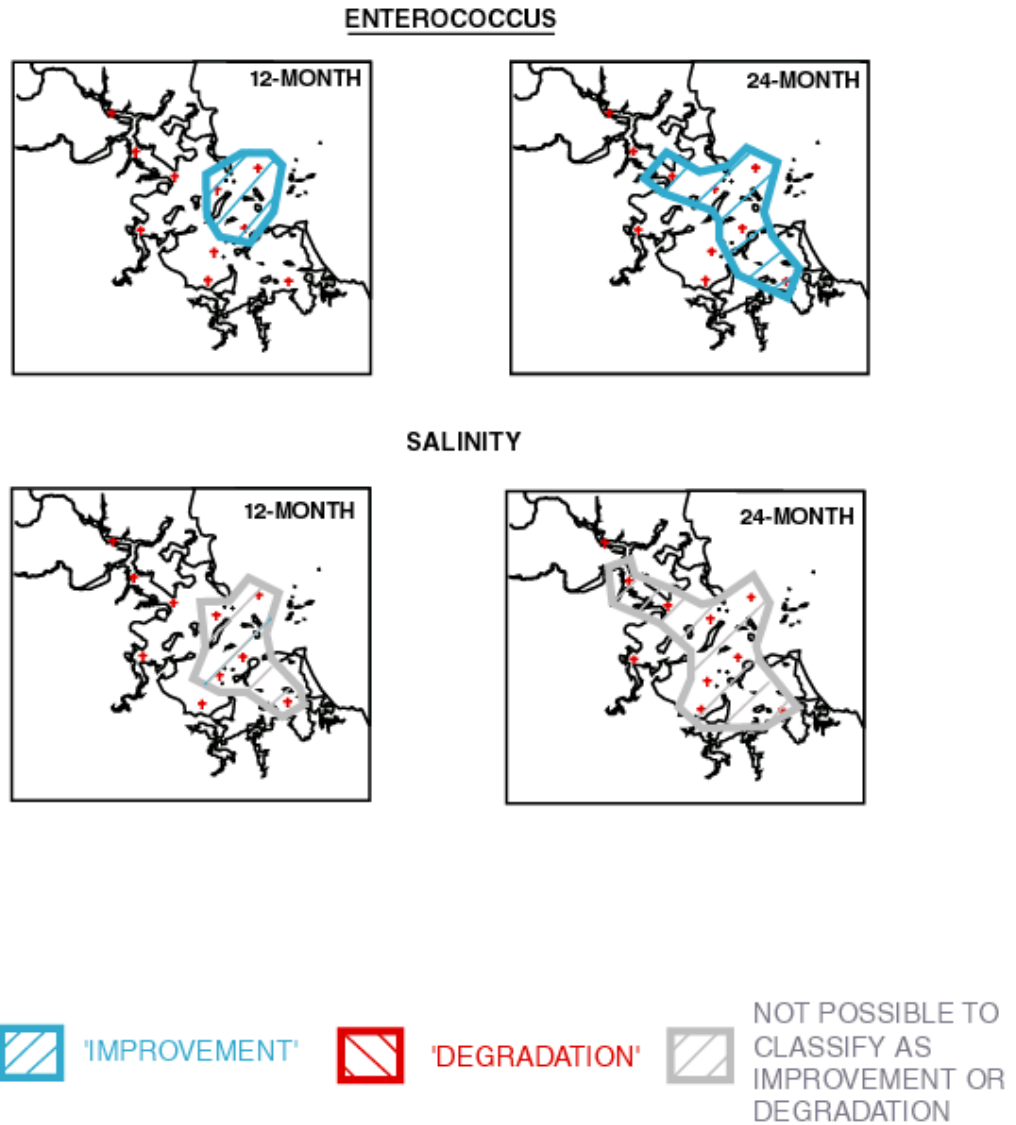 ENTEROCOCCUS
12-MONTH
24-MONTH
SALINITY
12-MONTH
24-MONTH
'IMPROVEMENT'
'DEGRADATION'
NOT POSSIBLE TO
CLASSIFY AS
IMPROVEMENT OR
DEGRADATION